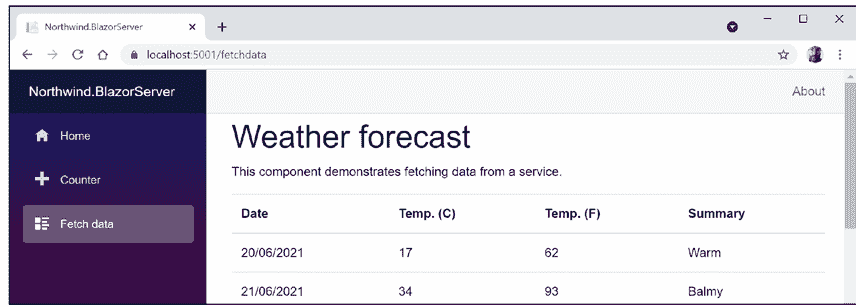 Northwind.BlazorServer
localhost:5001/fetchdata
Northwind.BlazorServer
About
Home
Counter
Fetch data
Weather forecast
This component demonstrates fetching data from a service.
Date Temp. (C) Temp. (F) Summary
20/06/2021 17 62 Warm
21/06/2021 34 93 Balmy